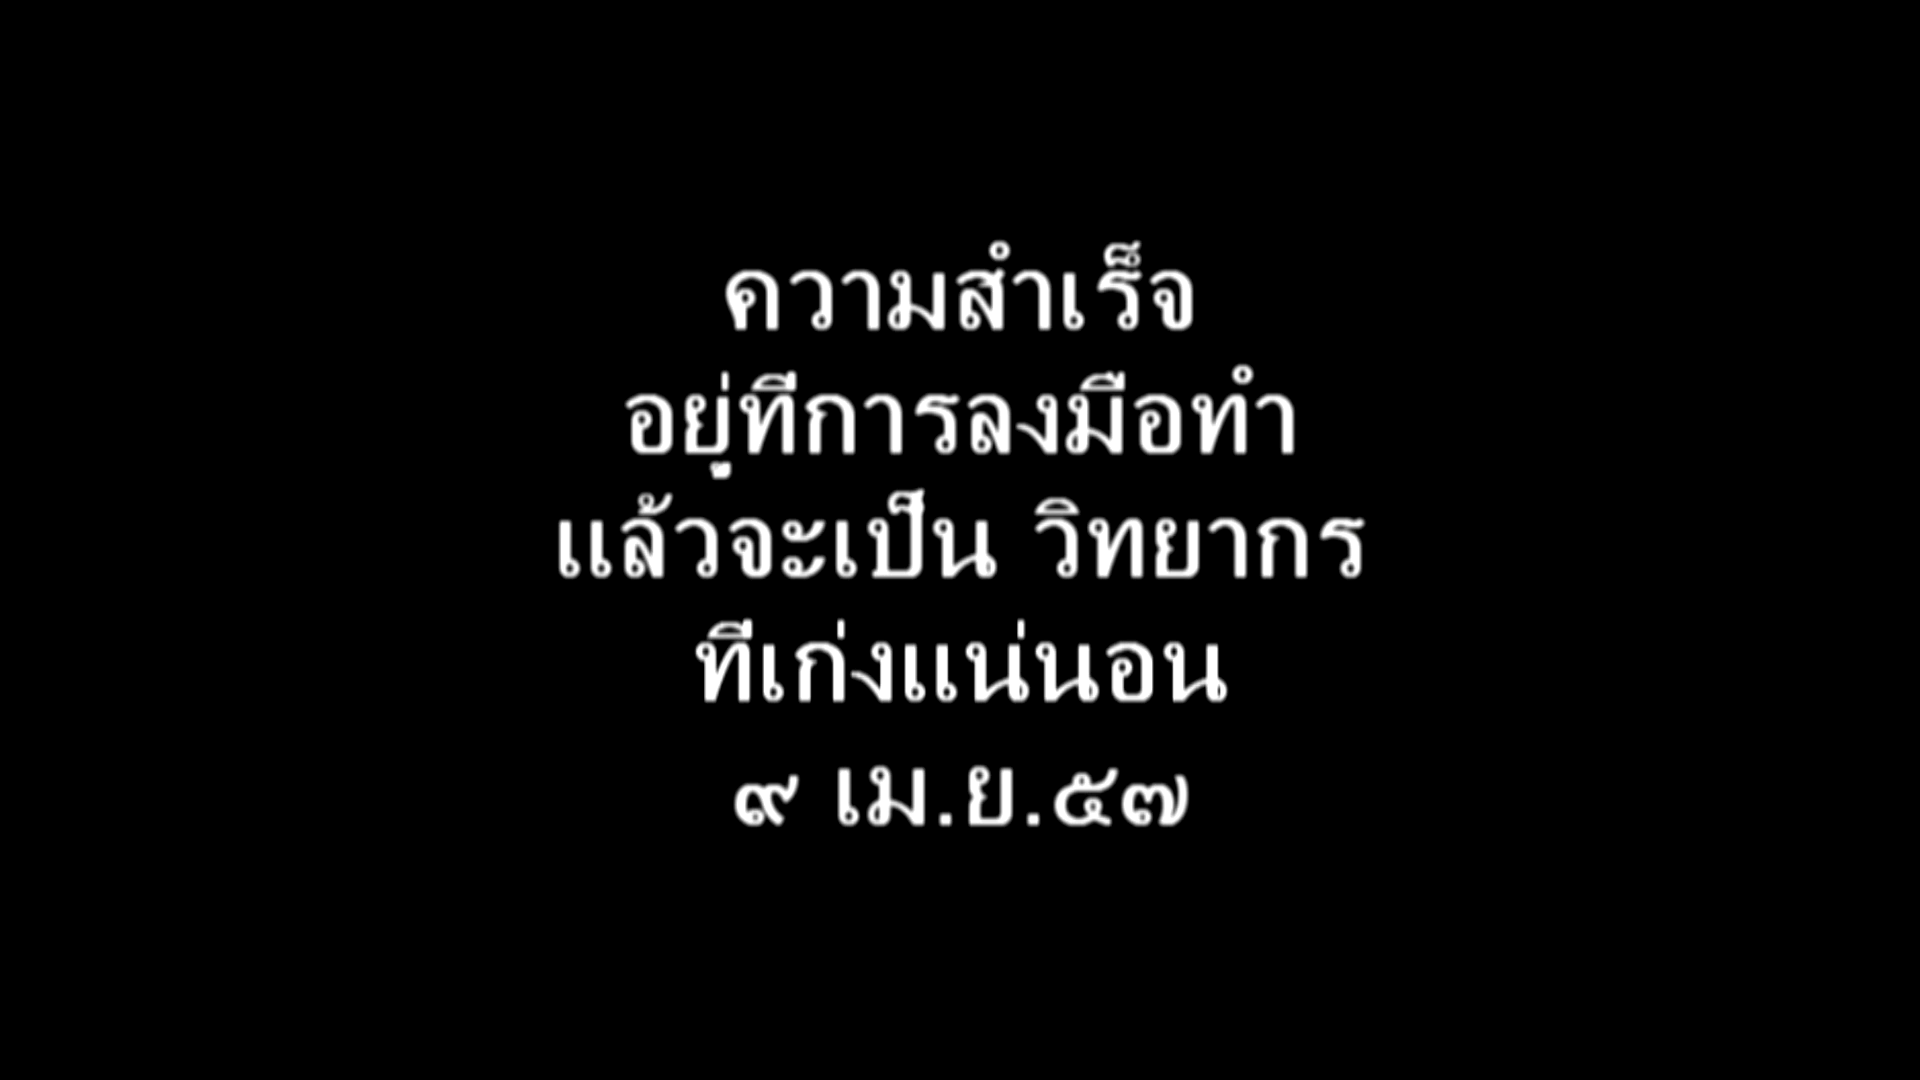 ความสำเร็จ
อยู่ที่การลงมือทำ
แล้วจะเป็น วิทยากร
ที่เก่งแน่นอน
๙ เม.ย.๕๗